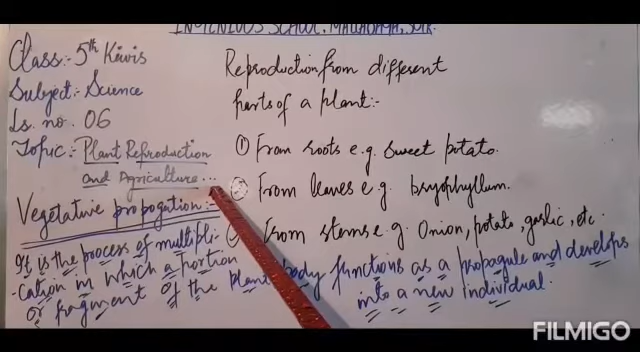 INGENIOUS SCHOOL,
Class:- 5th Kiwis
Subject:- Science
Ls. no. 06
Topic:- Plant Reproduction
and Agriculture...
Vegetative propogation:-
It is the process of multipli-
-cation in which a portion
or fragment of the plant body functions as a propagule and develops
into a new individual.
Reproduction from different
parts of a plant:-
① From roots e.g. sweet potato.
From leaves e.g. bryophyllum.
From stems e.g. Onion, potato, garlic, etc.
FILMIGO